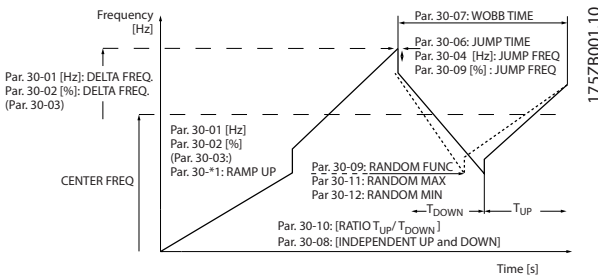 Frequency
[Hz]
Par. 30-07: WOBB TIME
Par. 30-06: JUMP TIME
Par. 30-04 [Hz]: JUMP FREQ
Par. 30-09 [%] : JUMP FREQ
175ZB001.10
Par. 30-01 [Hz]: DELTA FREQ.
Par. 30-02 [%]: DELTA FREQ.
(Par. 30-03)
Par. 30-01 [Hz]
Par. 30-02 [%]
(Par. 30-03:)
Par. 30-*1: RAMP UP
CENTER FREQ
Par. 30-09: RANDOM FUNC
Par 30-11: RANDOM MAX
Par 30-12: RANDOM MIN
TDOWN
TUP
Par. 30-10: [RATIO TUP/ TDOWN ]
Par. 30-08: [INDEPENDENT UP and DOWN]
Time [s]